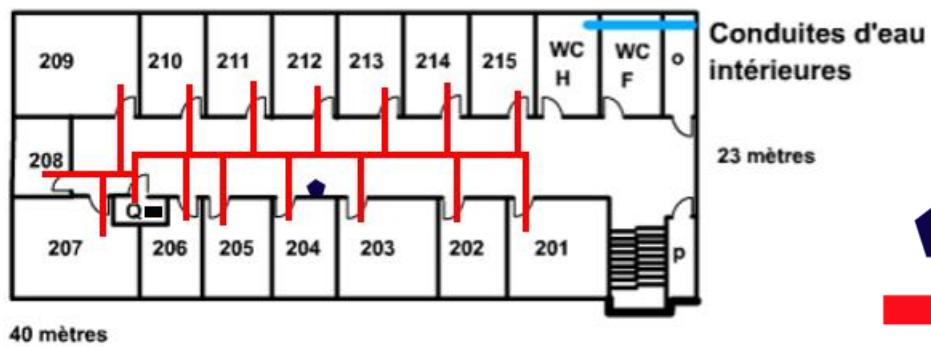 209
210
211
212
213
214
215
WC
H
WC
F
o
Conduites d'eau
intérieures
208
23 mètres
Q
207
206
205
204
203
202
201
p
40 mètres